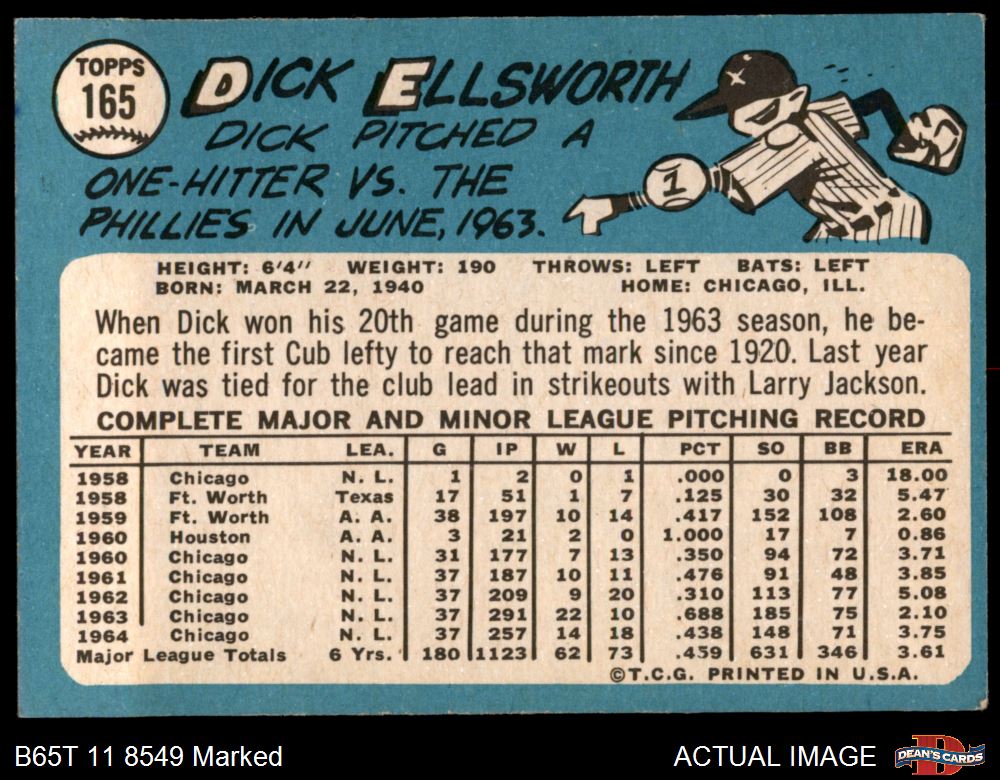 TOPPS
165
DICK ELLSWORTH
DICK PITCHED A
ONE-HITTER VS. THE
PHILLIES IN JUNE, 1963.
1
HEIGHT: 6'4" WEIGHT: 190 THROWS: LEFT BATS: LEFT
BORN: MARCH 22, 1940 HOME: CHICAGO, ILL.
When Dick won his 20th game during the 1963 season, he be-
came the first Cub lefty to reach that mark since 1920. Last year
Dick was tied for the club lead in strikeouts with Larry Jackson.
COMPLETE MAJOR AND MINOR LEAGUE PITCHING RECORD
YEAR TEAM LEA. G IP W L PCT SO BB ERA
1958 Chicago N. L. 1 2 0 1 .000 0 3 18.00
1958 Ft. Worth Texas 17 51 1 7 .125 30 32 5.47
1959 Ft. Worth A. A. 38 197 10 14 .417 152 108 2.60
1960 Houston A. A. 3 21 2 0 1.000 17 7 0.86
1960 Chicago N. L. 31 177 7 13 .350 94 72 3.71
1961 Chicago N. L. 37 187 10 11 .476 91 48 3.85
1962 Chicago N. L. 37 209 9 20 .310 113 77 5.08
1963 Chicago N. L. 37 291 22 10 .688 185 75 2.10
1964 Chicago N. L. 37 257 14 18 .438 148 71 3.75
Major League Totals 6 Yrs. 180 1123 62 73 .459 631 346 3.61
©T.C.G. PRINTED IN U.S.A.
B65T 11 8549 Marked
ACTUAL IMAGE
DEAN'S CARDS